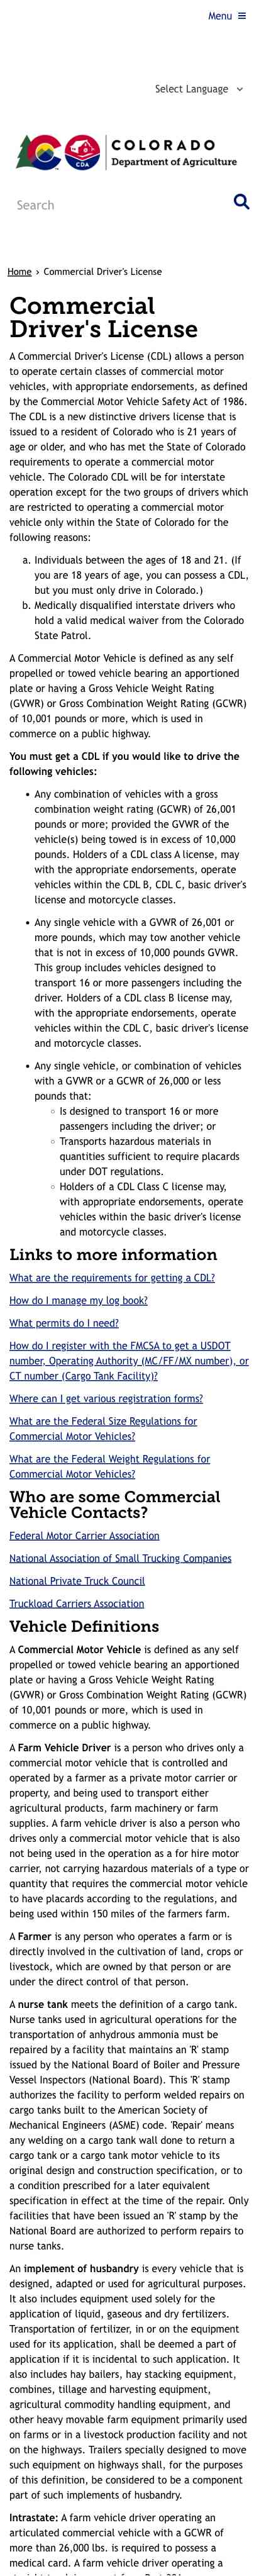 Menu
Select Language
COLORADO
Department of Agriculture
CDA
Search
Home › Commercial Driver's License
Commercial
Driver's License
A Commercial Driver's License (CDL) allows a person
to operate certain classes of commercial motor
vehicles, with appropriate endorsements, as defined
by the Commercial Motor Vehicle Safety Act of 1986.
The CDL is a new distinctive drivers license that is
issued to a resident of Colorado who is 21 years of
age or older, and who has met the State of Colorado
requirements to operate a commercial motor
vehicle. The Colorado CDL will be for interstate
operation except for the two groups of drivers which
are restricted to operating a commercial motor
vehicle only within the State of Colorado for the
following reasons:
a. Individuals between the ages of 18 and 21. (If
you are 18 years of age, you can possess a CDL,
but you must only drive in Colorado.)
b. Medically disqualified interstate drivers who
hold a valid medical waiver from the Colorado
State Patrol.
A Commercial Motor Vehicle is defined as any self
propelled or towed vehicle bearing an apportioned
plate or having a Gross Vehicle Weight Rating
(GVWR) or Gross Combination Weight Rating (GCWR)
of 10,001 pounds or more, which is used in
commerce on a public highway.
You must get a CDL if you would like to drive the
following vehicles:
• Any combination of vehicles with a gross
combination weight rating (GCWR) of 26,001
pounds or more; provided the GVWR of the
vehicle(s) being towed is in excess of 10,000
pounds. Holders of a CDL class A license, may
with the appropriate endorsements, operate
vehicles within the CDL B, CDL C, basic driver's
license and motorcycle classes.
• Any single vehicle with a GVWR of 26,001 or
more pounds, which may tow another vehicle
that is not in excess of 10,000 pounds GVWR.
This group includes vehicles designed to
transport 16 or more passengers including the
driver. Holders of a CDL class B license may,
with the appropriate endorsements, operate
vehicles within the CDL C, basic driver's license
and motorcycle classes.
• Any single vehicle, or combination of vehicles
with a GVWR or a GCWR of 26,000 or less
pounds that:
◦ Is designed to transport 16 or more
passengers including the driver; or
◦ Transports hazardous materials in
quantities sufficient to require placards
under DOT regulations.
◦ Holders of a CDL Class C license may,
with appropriate endorsements, operate
vehicles within the basic driver's license
and motorcycle classes.
Links to more information
What are the requirements for getting a CDL?
How do I manage my log book?
What permits do I need?
How do I register with the FMCSA to get a USDOT
number, Operating Authority (MC/FF/MX number), or
CT number (Cargo Tank Facility)?
Where can I get various registration forms?
What are the Federal Size Regulations for
Commercial Motor Vehicles?
What are the Federal Weight Regulations for
Commercial Motor Vehicles?
Who are some Commercial
Vehicle Contacts?
Federal Motor Carrier Association
National Association of Small Trucking Companies
National Private Truck Council
Truckload Carriers Association
Vehicle Definitions
A Commercial Motor Vehicle is defined as any self
propelled or towed vehicle bearing an apportioned
plate or having a Gross Vehicle Weight Rating
(GVWR) or Gross Combination Weight Rating (GCWR)
of 10,001 pounds or more, which is used in
commerce on a public highway.
A Farm Vehicle Driver is a person who drives only a
commercial motor vehicle that is controlled and
operated by a farmer as a private motor carrier or
property, and being used to transport either
agricultural products, farm machinery or farm
supplies. A farm vehicle driver is also a person who
drives only a commercial motor vehicle that is also
not being used in the operation as a for hire motor
carrier, not carrying hazardous materials of a type or
quantity that requires the commercial motor vehicle
to have placards according to the regulations, and
being used within 150 miles of the farmers farm.
A Farmer is any person who operates a farm or is
directly involved in the cultivation of land, crops or
livestock, which are owned by that person or are
under the direct control of that person.
A nurse tank meets the definition of a cargo tank.
Nurse tanks used in agricultural operations for the
transportation of anhydrous ammonia must be
repaired by a facility that maintains an 'R' stamp
issued by the National Board of Boiler and Pressure
Vessel Inspectors (National Board). This 'R' stamp
authorizes the facility to perform welded repairs on
cargo tanks built to the American Society of
Mechanical Engineers (ASME) code. 'Repair' means
any welding on a cargo tank wall done to return a
cargo tank or a cargo tank motor vehicle to its
original design and construction specification, or to
a condition prescribed for a later equivalent
specification in effect at the time of the repair. Only
facilities that have been issued an 'R' stamp by the
National Board are authorized to perform repairs to
nurse tanks.
An implement of husbandry is every vehicle that is
designed, adapted or used for agricultural purposes.
It also includes equipment used solely for the
application of liquid, gaseous and dry fertilizers.
Transportation of fertilizer, in or on the equipment
used for its application, shall be deemed a part of
application if it is incidental to such application. It
also includes hay bailers, hay stacking equipment,
combines, tillage and harvesting equipment,
agricultural commodity handling equipment, and
other heavy movable farm equipment primarily used
on farms or in a livestock production facility and not
on the highways. Trailers specially designed to move
such equipment on highways shall, for the purposes
of this definition, be considered to be a component
part of such implements of husbandry.
Intrastate: A farm vehicle driver operating an
articulated commercial vehicle with a GCWR of
more than 26,000 lbs. is required to possess a
medical card. A farm vehicle driver operating a